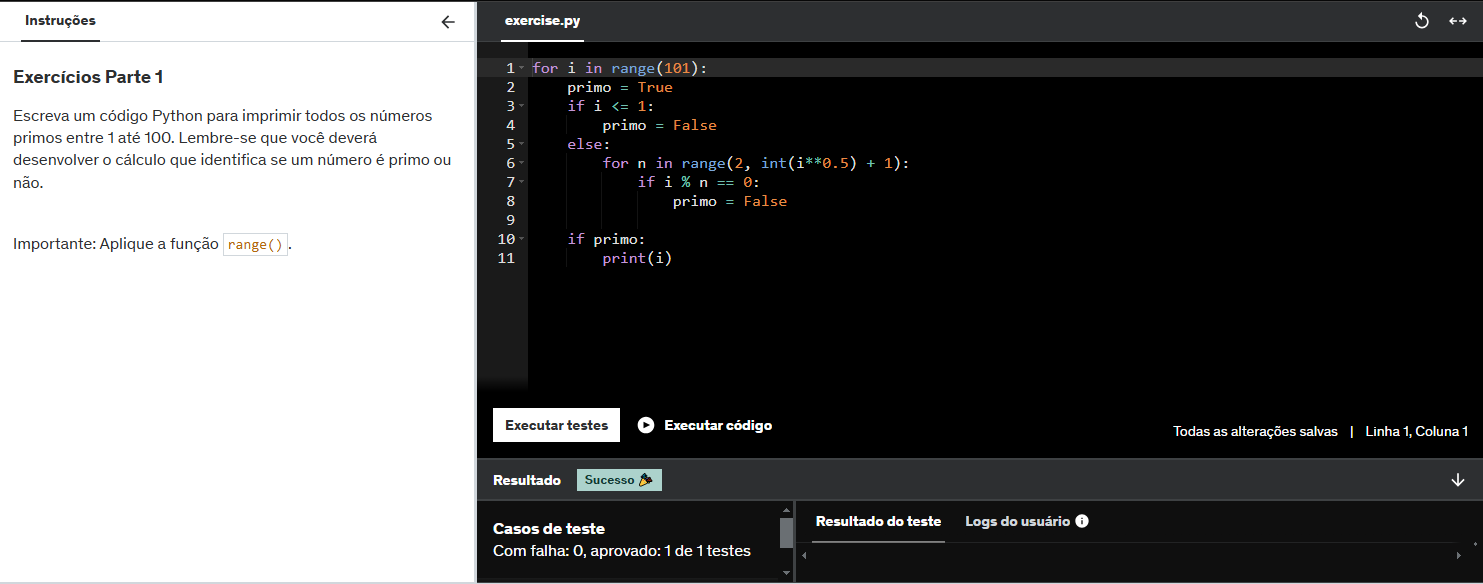 Instruções
Exercícios Parte 1
Escreva um código Python para imprimir todos os números
primos entre 1 até 100. Lembre-se que você deverá
desenvolver o cálculo que identifica se um número é primo ou
não.
Importante: Aplique a função range().
exercise.py
1 for i in range(101):
2     primo = True
3     if i <= 1:
4         primo = False
5     else:
6         for n in range(2, int(i**0.5) + 1):
7             if i % n == 0:
8                 primo = False
9
10     if primo:
11         print(i)
Executar testes
Executar código
Todas as alterações salvas | Linha 1, Coluna 1
Resultado
Sucesso 🎉
Casos de teste
Com falha: 0, aprovado: 1 de 1 testes
Resultado do teste
Logs do usuário